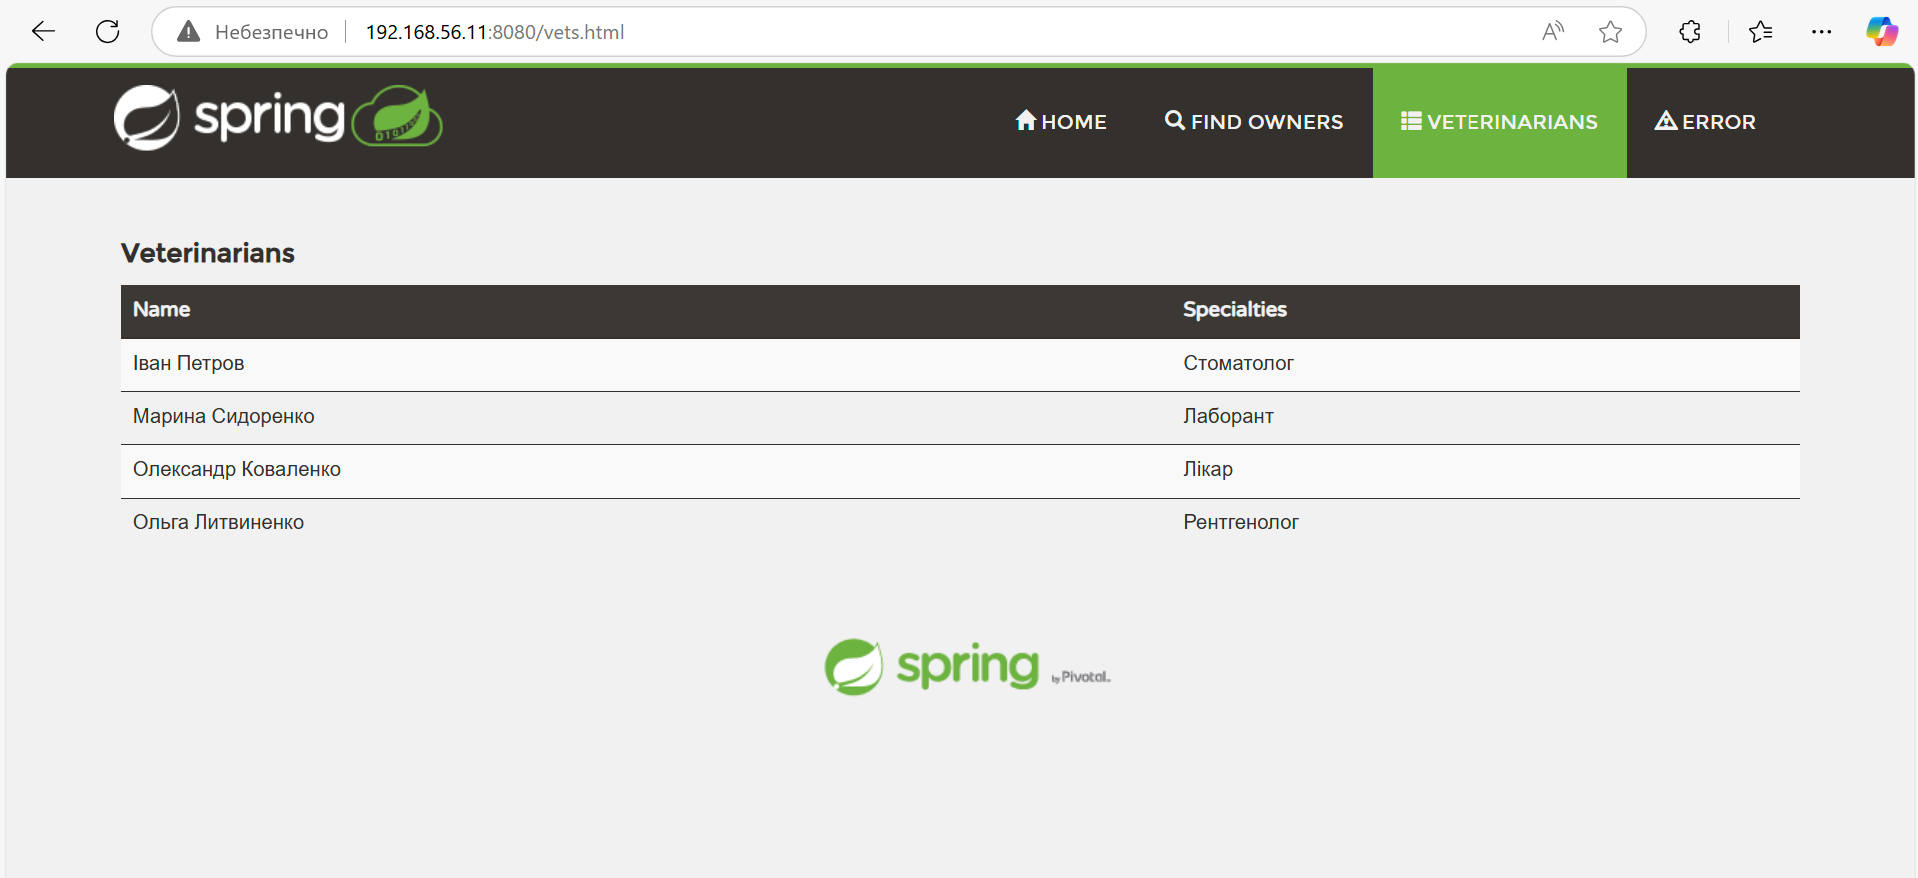 Небезпечно 192.168.56.11:8080/vets.html
spring HOME FIND OWNERS VETERINARIANS ERROR
Veterinarians
Name Specialties
Іван Петров Стоматолог
Марина Сидоренко Лаборант
Олександр Коваленко Лікар
Ольга Литвиненко Рентгенолог
spring by Pivotal